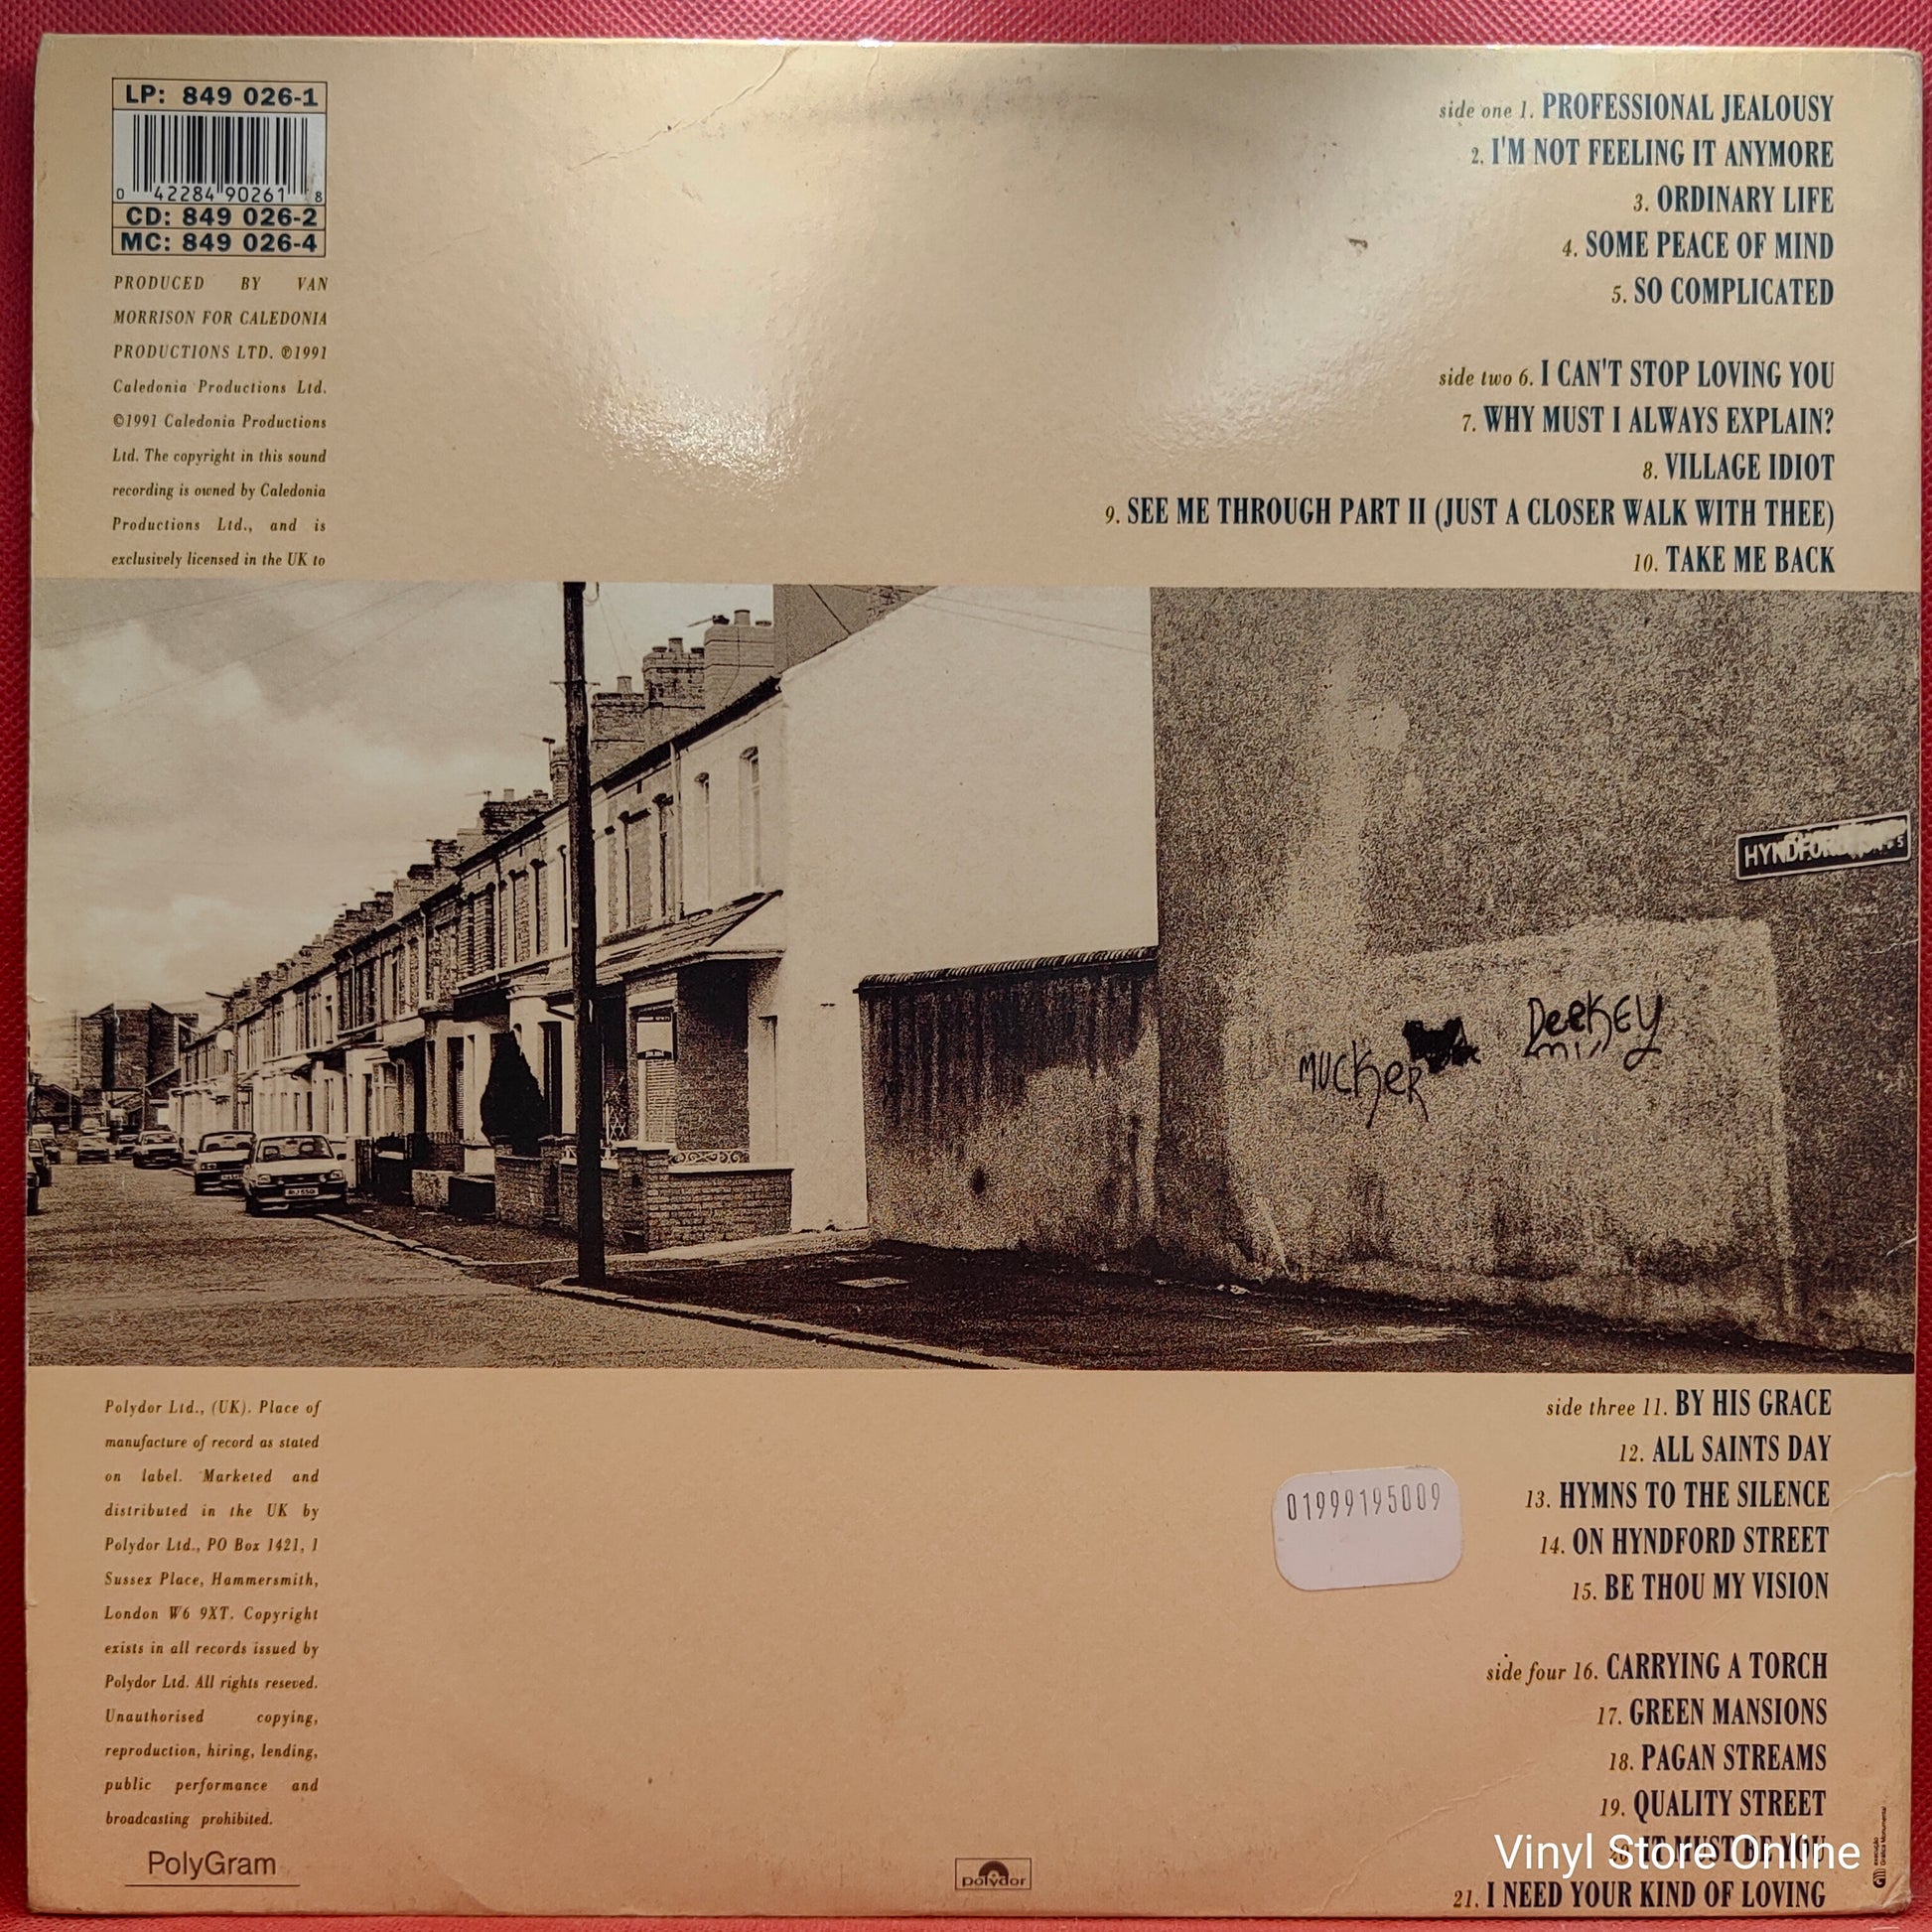 LP: 849 026-1
0 42284 90261 8
CD: 849 026-2
MC: 849 026-4
PRODUCED BY VAN
MORRISON FOR CALEDONIA
PRODUCTIONS LTD. ℗1991
Caledonia Productions Ltd.
©1991 Caledonia Productions
Ltd. The copyright in this sound
recording is owned by Caledonia
Productions Ltd., and is
exclusively licensed in the UK to
side one 1. PROFESSIONAL JEALOUSY
2. I'M NOT FEELING IT ANYMORE
3. ORDINARY LIFE
4. SOME PEACE OF MIND
5. SO COMPLICATED
side two 6. I CAN'T STOP LOVING YOU
7. WHY MUST I ALWAYS EXPLAIN?
8. VILLAGE IDIOT
9. SEE ME THROUGH PART II (JUST A CLOSER WALK WITH THEE)
10. TAKE ME BACK
HYNDFORD
Deekey
MUCKER
Polydor Ltd., (UK). Place of
manufacture of record as stated
on label. Marketed and
distributed in the UK by
Polydor Ltd., PO Box 1421, 1
Sussex Place, Hammersmith,
London W6 9XT. Copyright
exists in all records issued by
Polydor Ltd. All rights reseved.
Unauthorised copying,
reproduction, hiring, lending,
public performance and
broadcasting prohibited.
PolyGram
polydor
01999195009
side three 11. BY HIS GRACE
12. ALL SAINTS DAY
13. HYMNS TO THE SILENCE
14. ON HYNDFORD STREET
15. BE THOU MY VISION
side four 16. CARRYING A TORCH
17. GREEN MANSIONS
18. PAGAN STREAMS
19. QUALITY STREET
20. IT MUST BE YOU
Vinyl Store Online
21. I NEED YOUR KIND OF LOVING